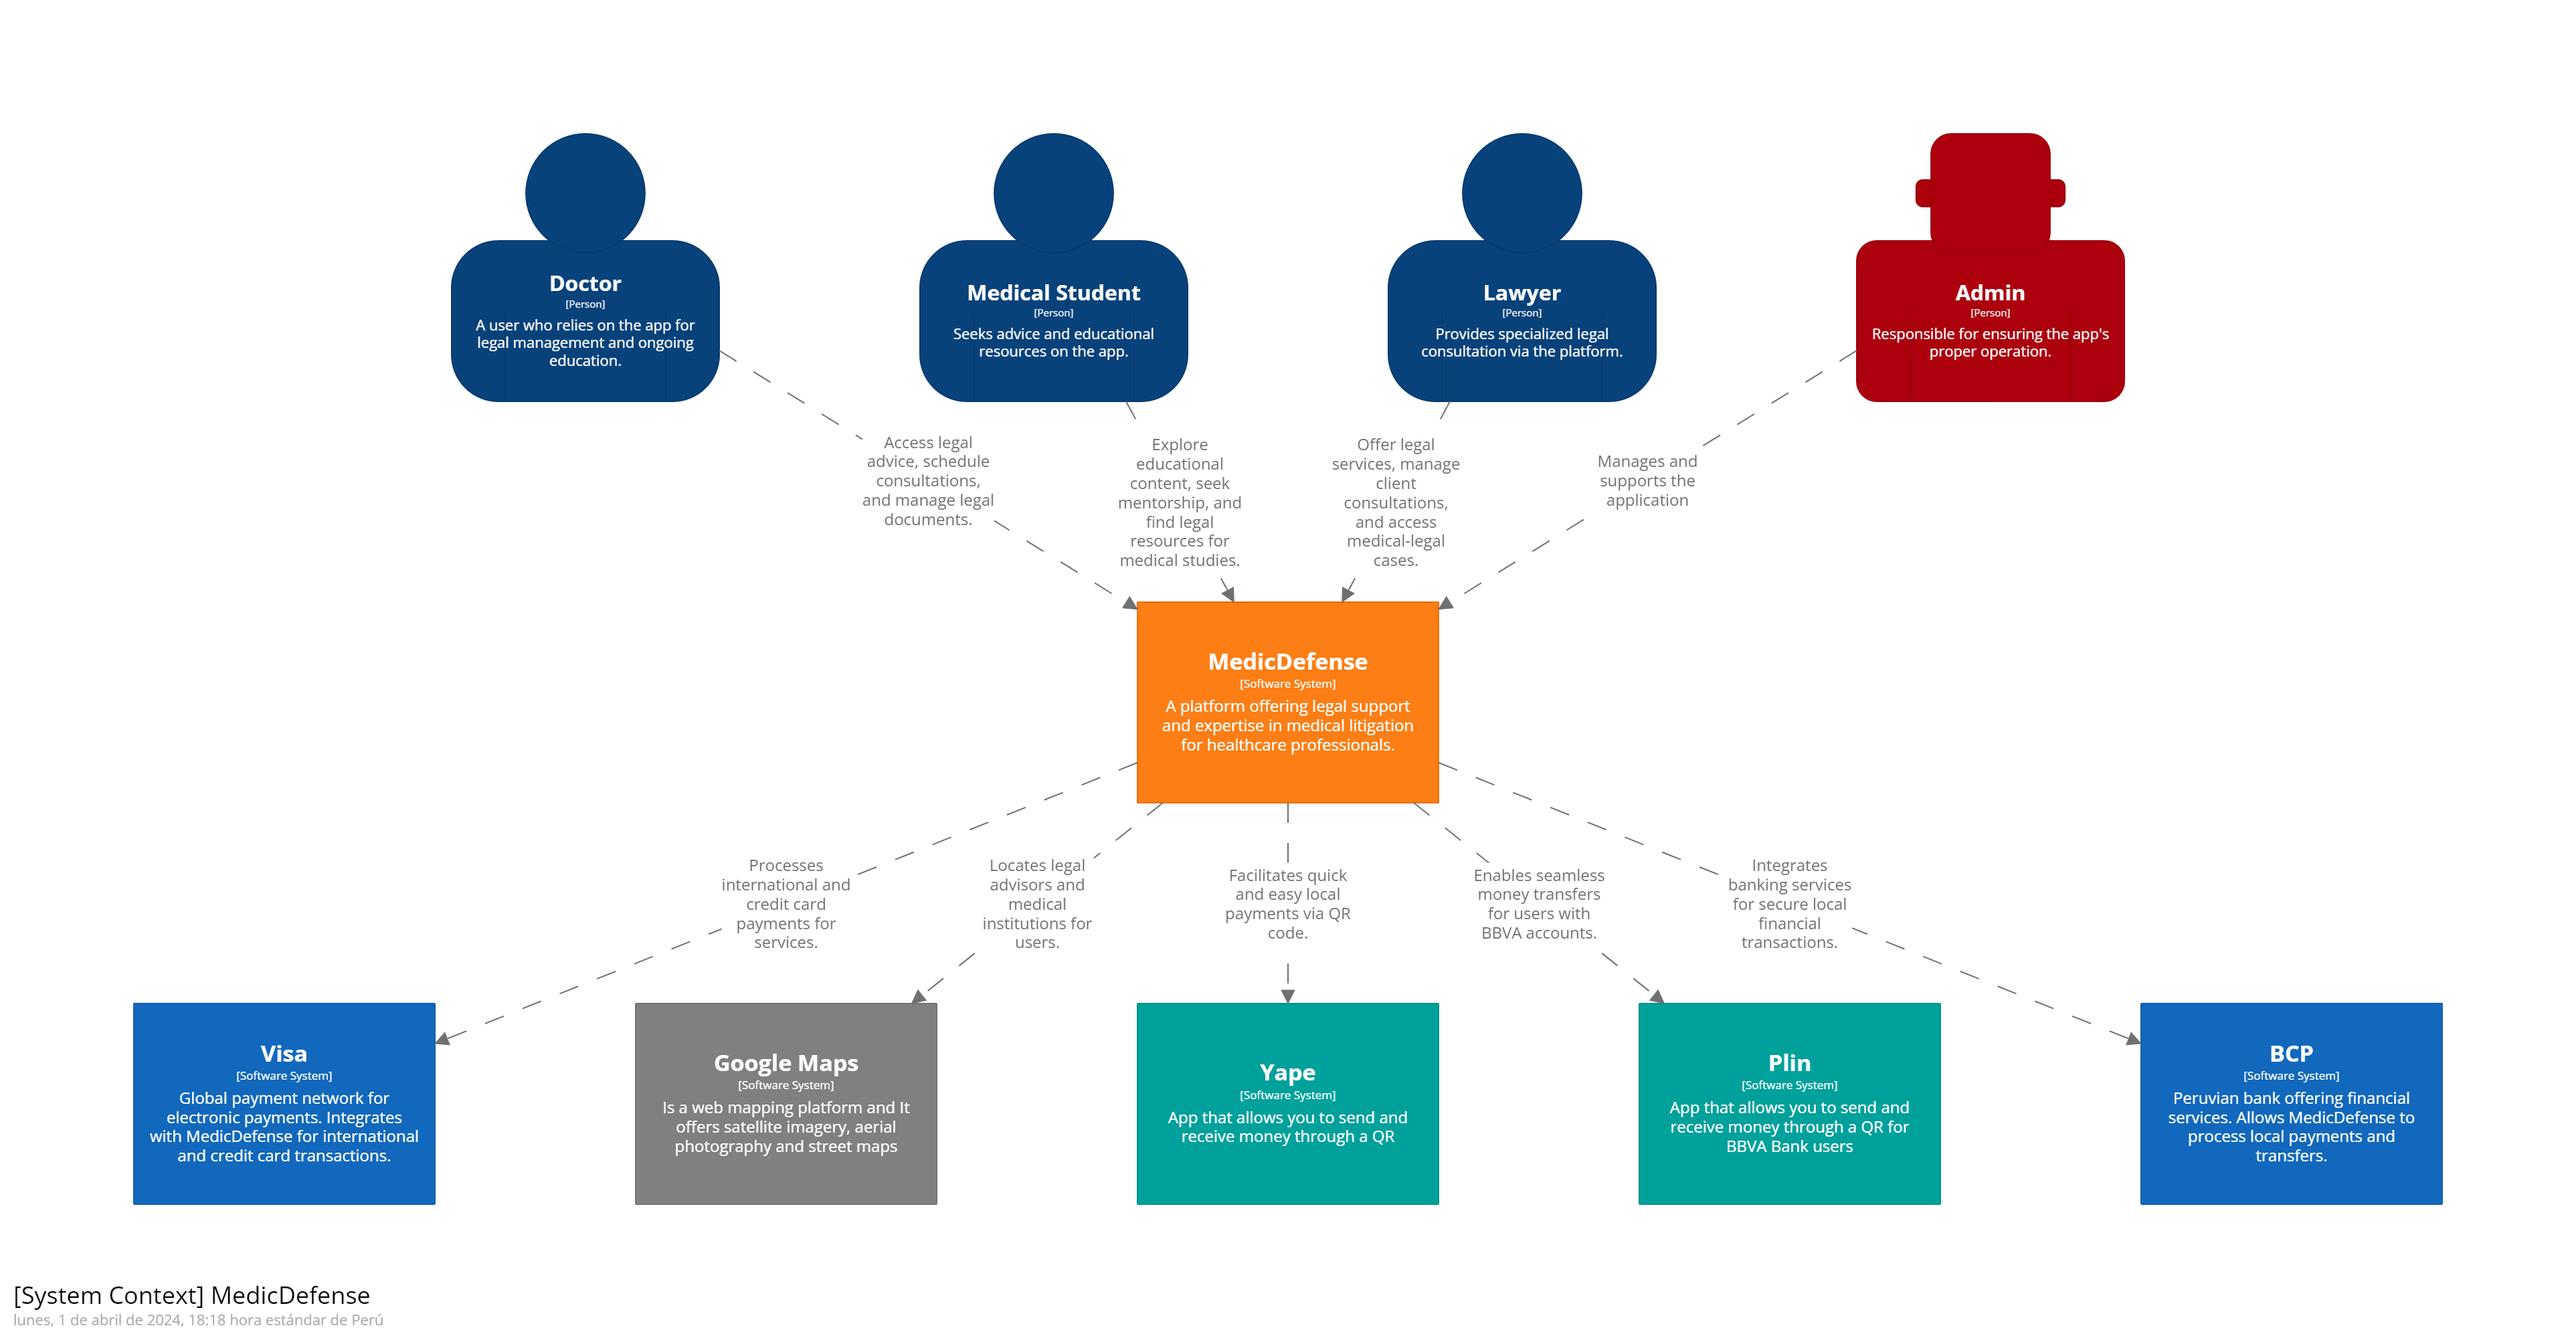 Doctor
[Person]
A user who relies on the app for
legal management and ongoing
education.
Medical Student
[Person]
Seeks advice and educational
resources on the app.
Lawyer
[Person]
Provides specialized legal
consultation via the platform.
Admin
[Person]
Responsible for ensuring the app's
proper operation.
Access legal
advice, schedule
consultations,
and manage legal
documents.
Explore
educational
content, seek
mentorship, and
find legal
resources for
medical studies.
Offer legal
services, manage
client
consultations,
and access
medical-legal
cases.
Manages and
supports the
application
MedicDefense
[Software System]
A platform offering legal support
and expertise in medical litigation
for healthcare professionals.
Processes
international and
credit card
payments for
services.
Locates legal
advisors and
medical
institutions for
users.
Facilitates quick
and easy local
payments via QR
code.
Enables seamless
money transfers
for users with
BBVA accounts.
Integrates
banking services
for secure local
financial
transactions.
Visa
[Software System]
Global payment network for
electronic payments. Integrates
with MedicDefense for international
and credit card transactions.
Google Maps
[Software System]
Is a web mapping platform and It
offers satellite imagery, aerial
photography and street maps
Yape
[Software System]
App that allows you to send and
receive money through a QR
Plin
[Software System]
App that allows you to send and
receive money through a QR for
BBVA Bank users
BCP
[Software System]
Peruvian bank offering financial
services. Allows MedicDefense to
process local payments and
transfers.
[System Context] MedicDefense
lunes, 1 de abril de 2024, 18:18 hora estándar de Perú